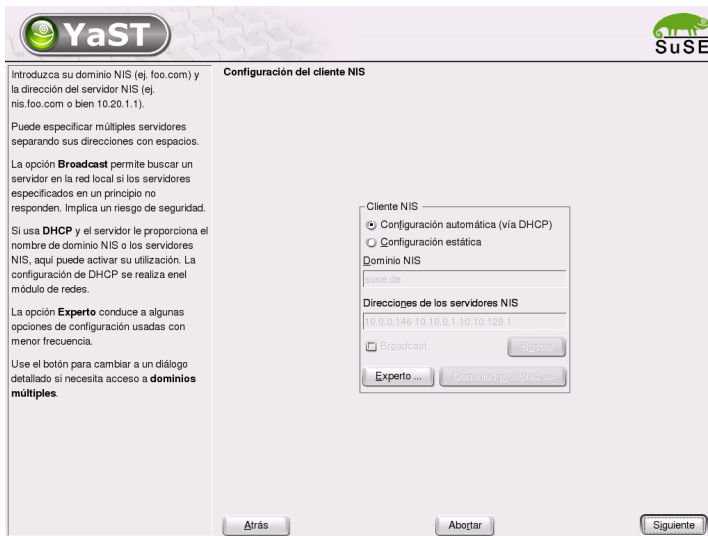 YaST
SuSE
Introduzca su dominio NIS (ej. foo.com) y
la dirección del servidor NIS (ej.
nis.foo.com o bien 10.20.1.1).
Puede especificar múltiples servidores
separando sus direcciones con espacios.
La opción Broadcast permite buscar un
servidor en la red local si los servidores
especificados en un principio no
responden. Implica un riesgo de seguridad.
Si usa DHCP y el servidor le proporciona el
nombre de dominio NIS o los servidores
NIS, aquí puede activar su utilización. La
configuración de DHCP se realiza enel
módulo de redes.
La opción Experto conduce a algunas
opciones de configuración usadas con
menor frecuencia.
Use el botón para cambiar a un diálogo
detallado si necesita acceso a dominios
múltiples.
Configuración del cliente NIS
Cliente NIS
Configuración automática (vía DHCP)
Configuración estática
Dominio NIS
suse.de
Direcciones de los servidores NIS
10.0.0.146 10.10.0.1 10.10.129.1
Broadcast
Buscar
Experto ...
Dominios múltiples >>
Atrás
Abortar
Siguiente